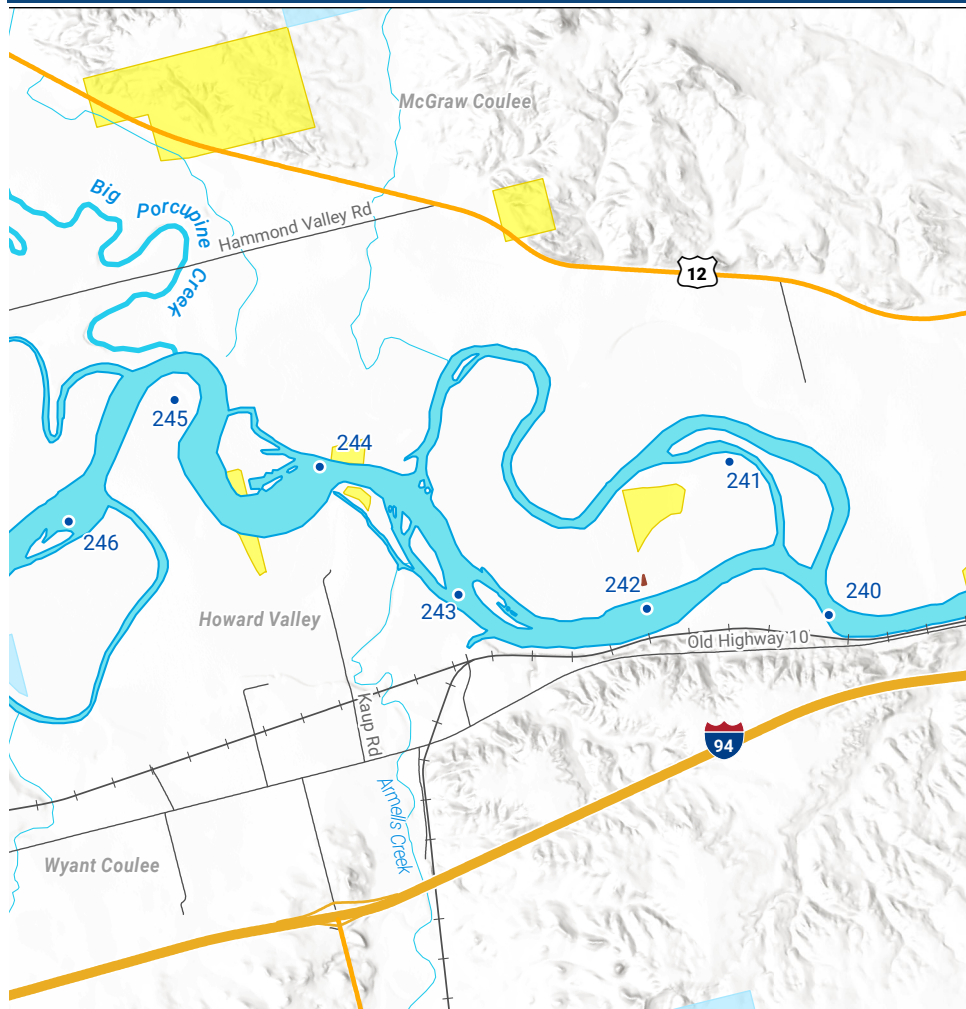 McGraw Coulee
Big Porcupine Creek
Hammond Valley Rd
12
245
244
241
246
242
240
243
Howard Valley
Old Highway 10
Kaup Rd
94
Armells Creek
Wyant Coulee